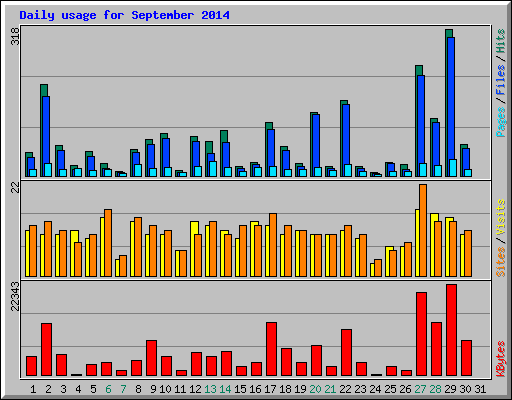 Daily usage for September 2014
318
Pages / Files / Hits
22
Sites / Visits
22343
KBytes
1 2 3 4 5 6 7 8 9 10 11 12 13 14 15 16 17 18 19 20 21 22 23 24 25 26 27 28 29 30 31